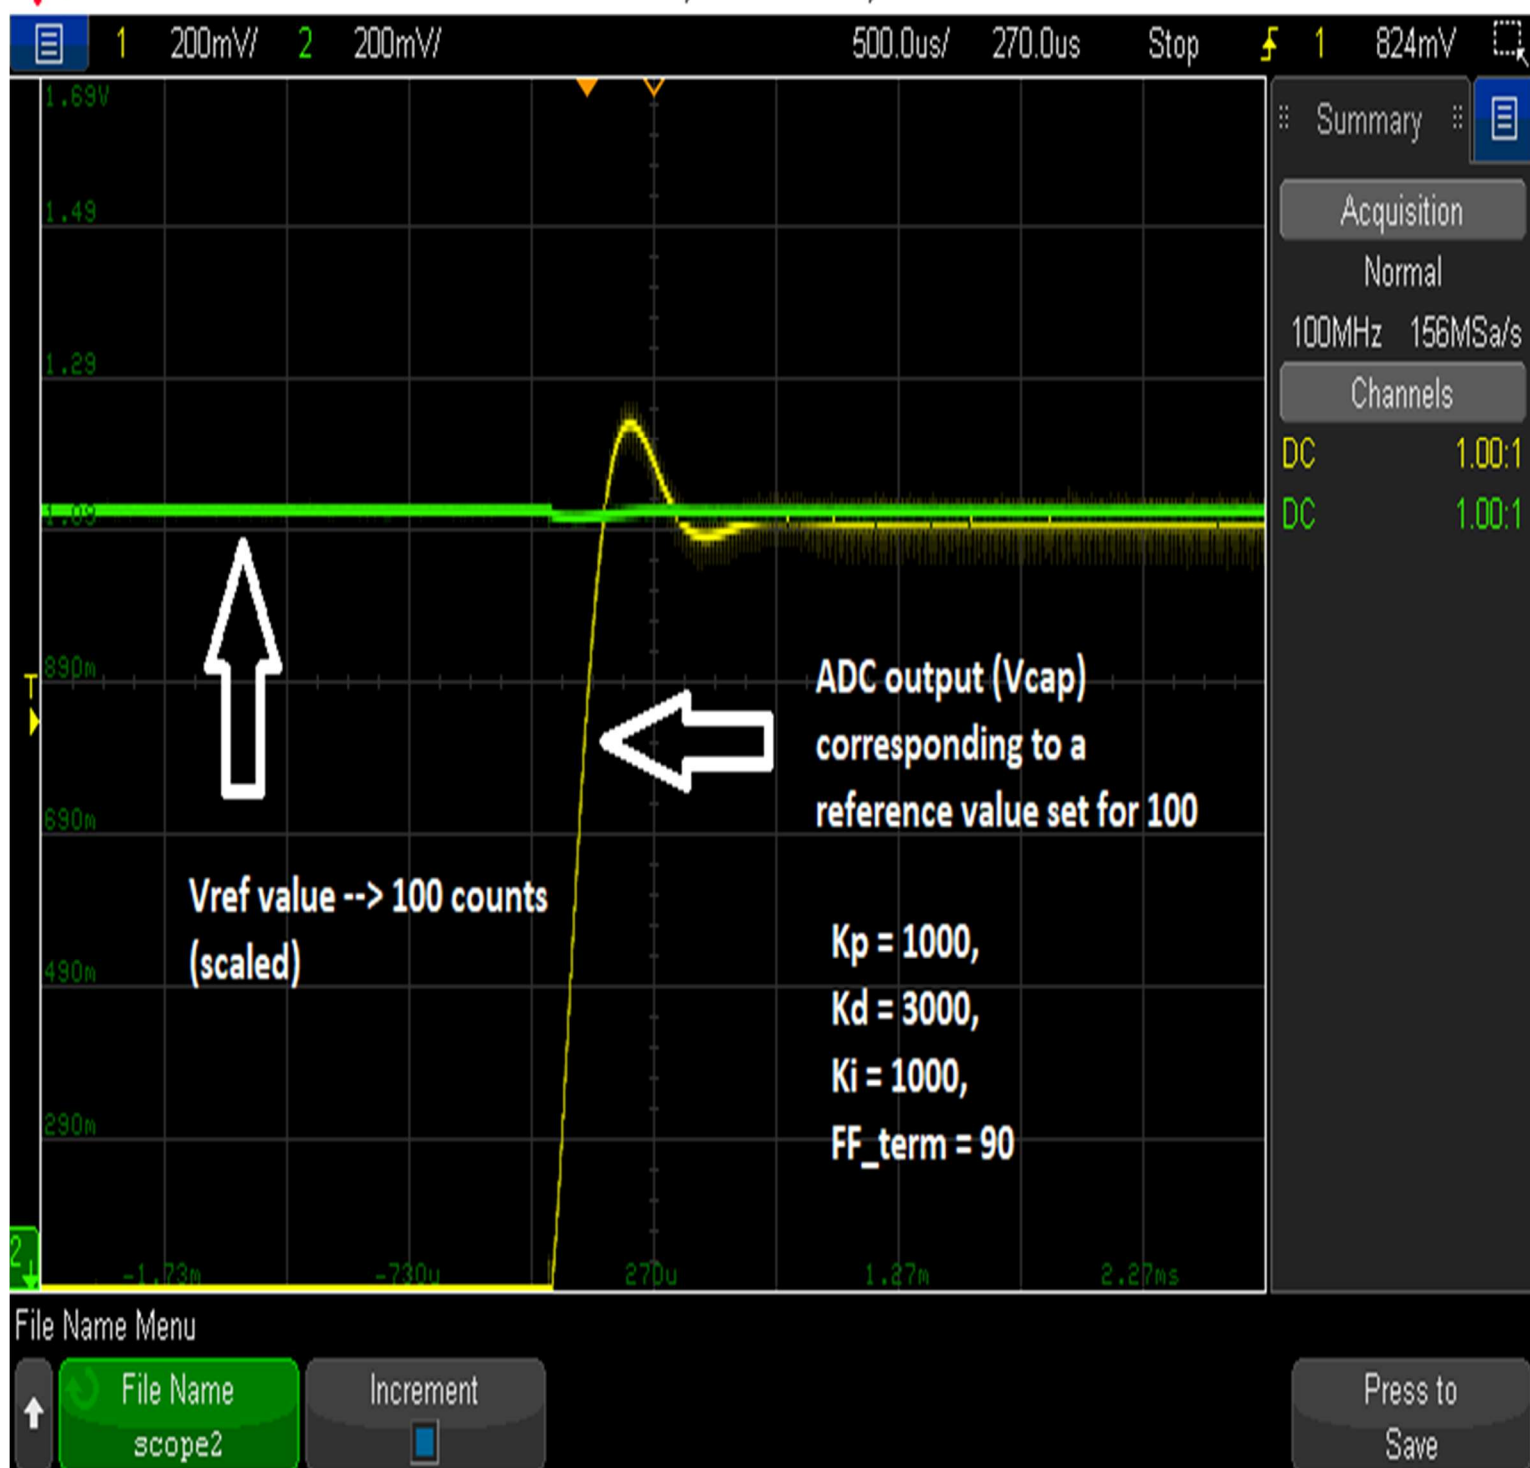 1 200mV/ 2 200mV/ 500.0us/ 270.0us Stop 1 824mV
1.69V
1.49
1.29
1.09
890m
690m
490m
290m
-1.73m -730u 270u 1.27m 2.27ms
T
2
Vref value --> 100 counts
(scaled)
ADC output (Vcap)
corresponding to a
reference value set for 100
Kp = 1000,
Kd = 3000,
Ki = 1000,
FF_term = 90
Summary
Acquisition
Normal
100MHz 156MSa/s
Channels
DC 1.00:1
DC 1.00:1
File Name Menu
File Name
scope2
Increment
Press to
Save